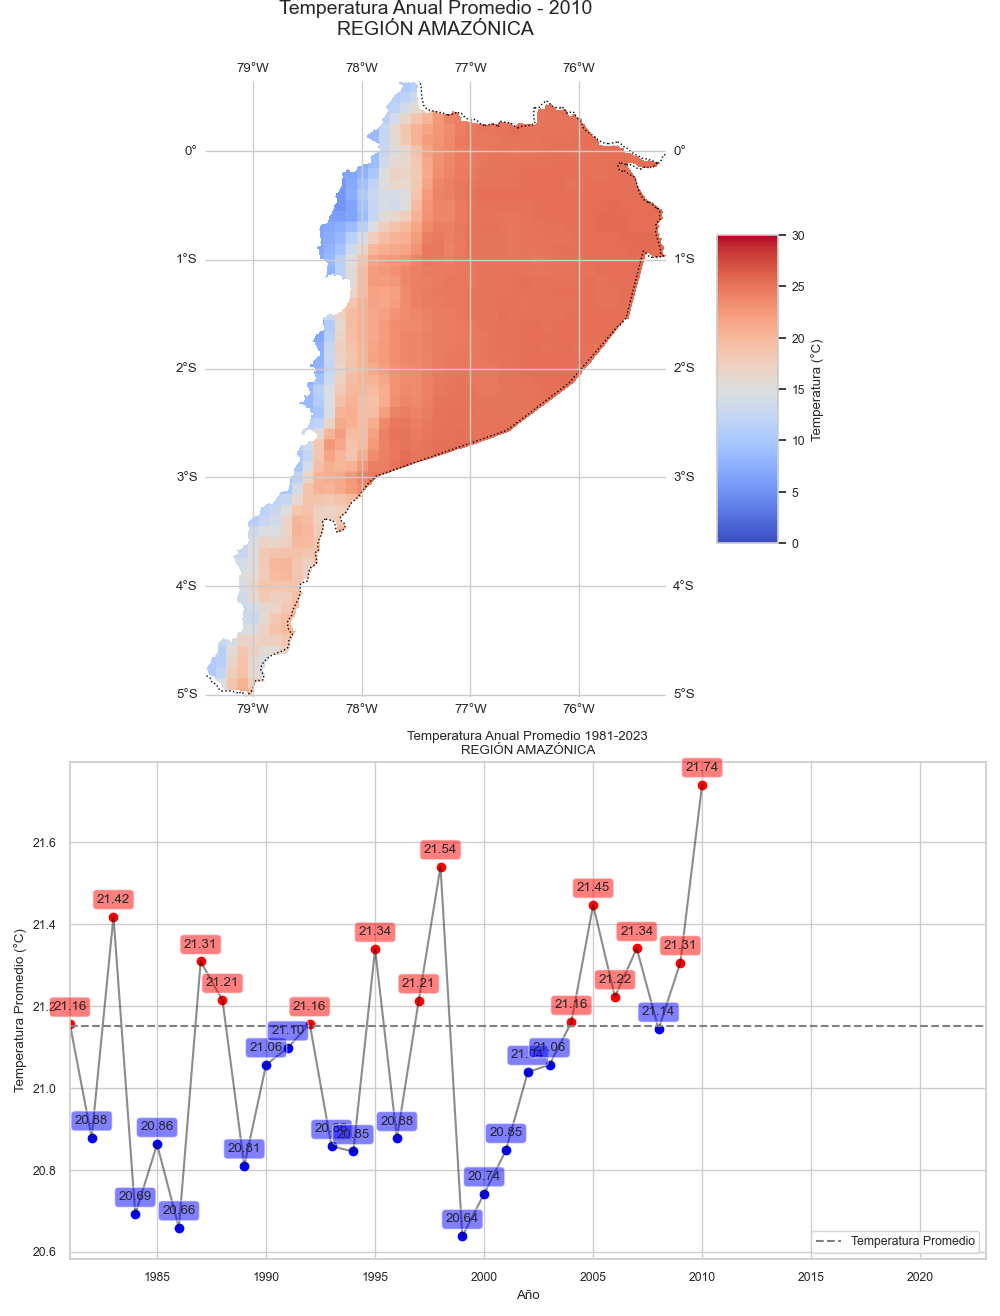 Temperatura Anual Promedio - 2010
REGIÓN AMAZÓNICA
79°W 78°W 77°W 76°W
0° 0°
1°S 1°S
2°S 2°S
3°S 3°S
4°S 4°S
5°S 5°S
79°W 78°W 77°W 76°W
30
25
20
15
10
5
0
Temperatura (°C)
Temperatura Anual Promedio 1981-2023
REGIÓN AMAZÓNICA
Temperatura Promedio (°C)
21.6
21.4
21.0
20.8
20.6
21.16
20.88
21.42
20.69
20.86
20.66
21.31
21.21
20.81
21.06
21.10
21.16
20.85
21.34
20.88
21.21
21.54
20.64
20.74
20.85
21.06
21.16
21.45
21.22
21.34
21.14
21.31
21.74
Temperatura Promedio
1985 1990 1995 2000 2005 2010 2015 2020
Año